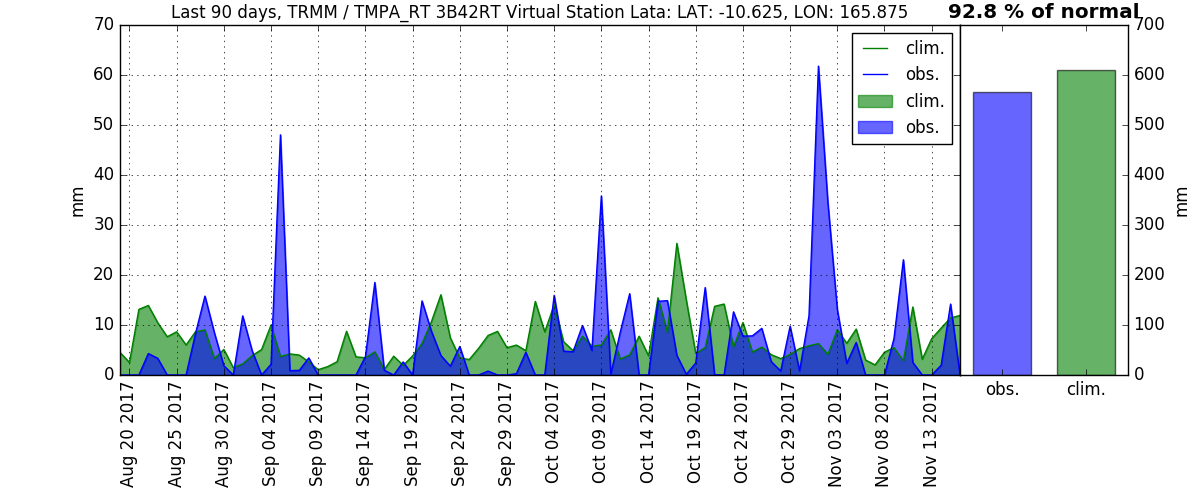 Last 90 days, TRMM / TMPA_RT 3B42RT Virtual Station Lata: LAT: -10.625, LON: 165.875
92.8 % of normal
70
60
50
40
30
20
10
0
mm
clim.
obs.
clim.
obs.
700
600
500
400
300
200
100
0
mm
obs.
clim.
Aug 20 2017
Aug 25 2017
Aug 30 2017
Sep 04 2017
Sep 09 2017
Sep 14 2017
Sep 19 2017
Sep 24 2017
Sep 29 2017
Oct 04 2017
Oct 09 2017
Oct 14 2017
Oct 19 2017
Oct 24 2017
Oct 29 2017
Nov 03 2017
Nov 08 2017
Nov 13 2017